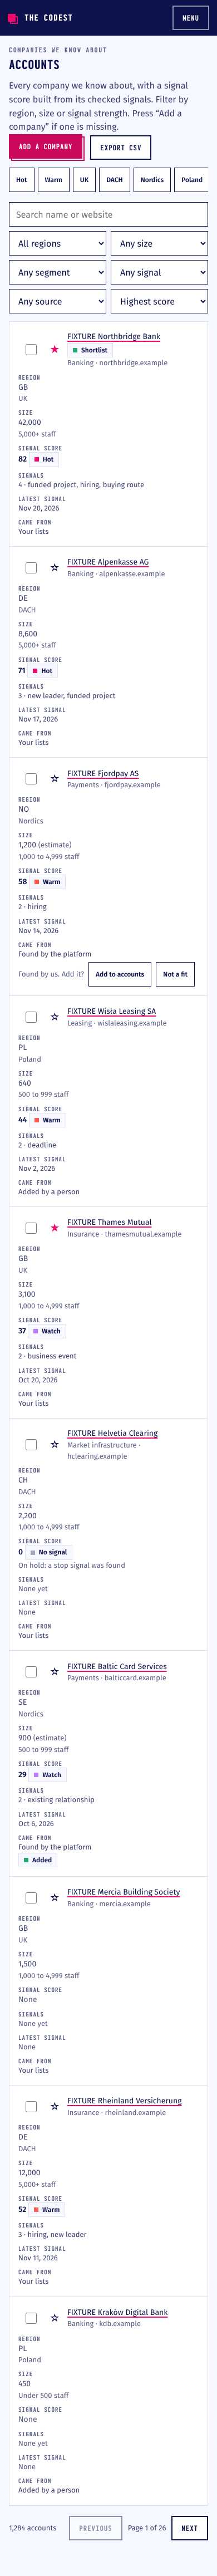 THE CODEST
MENU
COMPANIES WE KNOW ABOUT
ACCOUNTS
Every company we know about, with a signal
score built from its checked signals. Filter by
region, size or signal strength. Press “Add a
company” if one is missing.
ADD A COMPANY
EXPORT CSV
Hot
Warm
UK
DACH
Nordics
Poland
Search name or website
All regions
Any size
Any segment
Any signal
Any source
Highest score
FIXTURE Northbridge Bank
Shortlist
Banking · northbridge.example
REGION
GB
UK
SIZE
42,000
5,000+ staff
SIGNAL SCORE
82 Hot
SIGNALS
4 · funded project, hiring, buying route
LATEST SIGNAL
Nov 20, 2026
CAME FROM
Your lists
FIXTURE Alpenkasse AG
Banking · alpenkasse.example
REGION
DE
DACH
SIZE
8,600
5,000+ staff
SIGNAL SCORE
71 Hot
SIGNALS
3 · new leader, funded project
LATEST SIGNAL
Nov 17, 2026
CAME FROM
Your lists
FIXTURE Fjordpay AS
Payments · fjordpay.example
REGION
NO
Nordics
SIZE
1,200 (estimate)
1,000 to 4,999 staff
SIGNAL SCORE
58 Warm
SIGNALS
2 · hiring
LATEST SIGNAL
Nov 14, 2026
CAME FROM
Found by the platform
Found by us. Add it?
Add to accounts
Not a fit
FIXTURE Wisła Leasing SA
Leasing · wislaleasing.example
REGION
PL
Poland
SIZE
640
500 to 999 staff
SIGNAL SCORE
44 Warm
SIGNALS
2 · deadline
LATEST SIGNAL
Nov 2, 2026
CAME FROM
Added by a person
FIXTURE Thames Mutual
Insurance · thamesmutual.example
REGION
GB
UK
SIZE
3,100
1,000 to 4,999 staff
SIGNAL SCORE
37 Watch
SIGNALS
2 · business event
LATEST SIGNAL
Oct 20, 2026
CAME FROM
Your lists
FIXTURE Helvetia Clearing
Market infrastructure ·
hclearing.example
REGION
CH
DACH
SIZE
2,200
1,000 to 4,999 staff
SIGNAL SCORE
0 No signal
On hold: a stop signal was found
SIGNALS
None yet
LATEST SIGNAL
None
CAME FROM
Your lists
FIXTURE Baltic Card Services
Payments · balticcard.example
REGION
SE
Nordics
SIZE
900 (estimate)
500 to 999 staff
SIGNAL SCORE
29 Watch
SIGNALS
2 · existing relationship
LATEST SIGNAL
Oct 6, 2026
CAME FROM
Found by the platform
Added
FIXTURE Mercia Building Society
Banking · mercia.example
REGION
GB
UK
SIZE
1,500
1,000 to 4,999 staff
SIGNAL SCORE
None
SIGNALS
None yet
LATEST SIGNAL
None
CAME FROM
Your lists
FIXTURE Rheinland Versicherung
Insurance · rheinland.example
REGION
DE
DACH
SIZE
12,000
5,000+ staff
SIGNAL SCORE
52 Warm
SIGNALS
3 · hiring, new leader
LATEST SIGNAL
Nov 11, 2026
CAME FROM
Your lists
FIXTURE Kraków Digital Bank
Banking · kdb.example
REGION
PL
Poland
SIZE
450
Under 500 staff
SIGNAL SCORE
None
SIGNALS
None yet
LATEST SIGNAL
None
CAME FROM
Added by a person
1,284 accounts
PREVIOUS
Page 1 of 26
NEXT